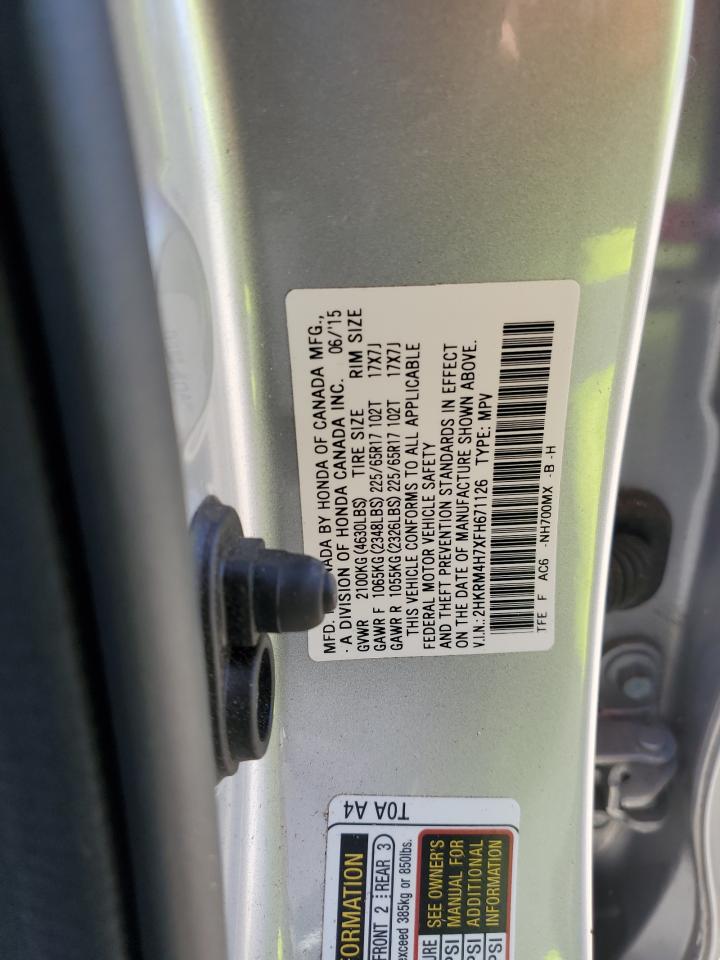 MFD. CANADA BY HONDA OF CANADA MFG.,
- A DIVISION OF HONDA CANADA INC. 06/'15
GVWR 2100KG(4630LBS) TIRE SIZE RIM SIZE
GAWR F 1065KG(2348LBS) 225/65R17 102T 17X7J
GAWR R 1055KG(2326LBS) 225/65R17 102T 17X7J
THIS VEHICLE CONFORMS TO ALL APPLICABLE
FEDERAL MOTOR VEHICLE SAFETY
AND THEFT PREVENTION STANDARDS IN EFFECT
ON THE DATE OF MANUFACTURE SHOWN ABOVE.
V.I.N.:2HKRM4H7XFH671126 TYPE: MPV
TFE F AC6 -NH700MX -B -H
T0A A4
FRONT 2 REAR 3
exceed 385kg or 850lbs.
SEE OWNER'S
MANUAL FOR
ADDITIONAL
INFORMATION
PSI
PSI